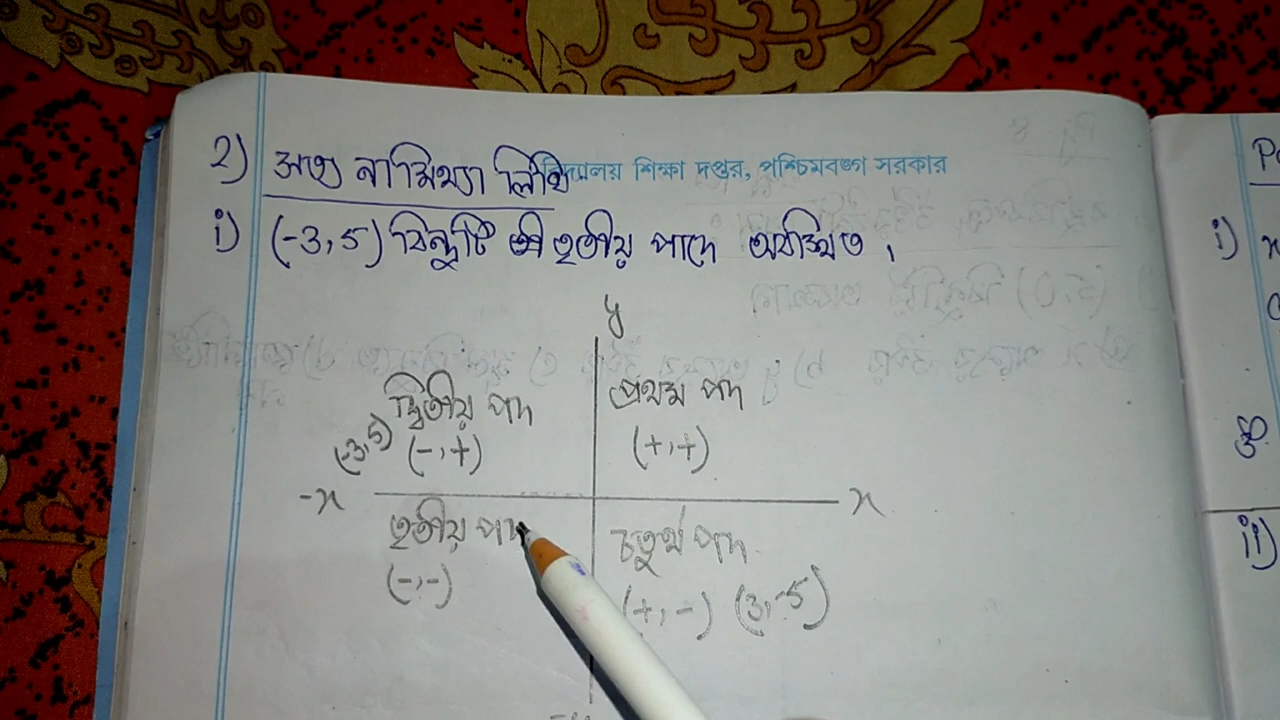 2) সত্য না মিথ্যা লিখি বিদ্যালয় শিক্ষা দপ্তর, পশ্চিমবঙ্গ সরকার
i) (-3, 5) বিন্দুটি তৃতীয় পাদে অবস্থিত ।
y
দ্বিতীয় পাদ প্রথম পাদ
(-3, 5) (-, +) (+, +)
-x x
তৃতীয় পাদ চতুর্থ পাদ
(-, -) (+, -) (3, -5)
i) x
ii)